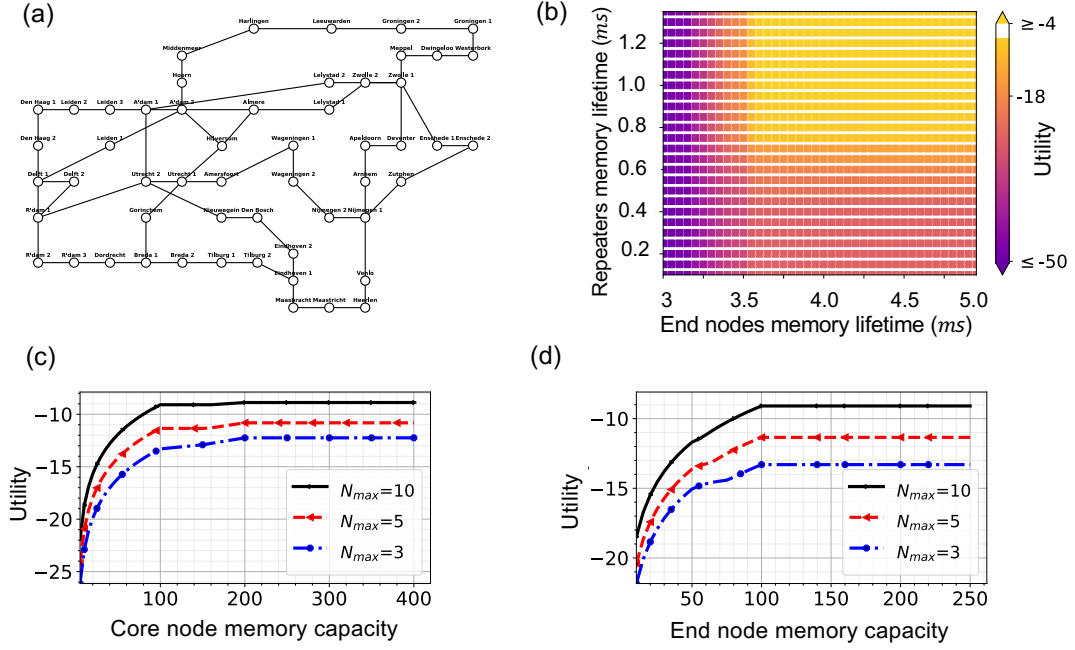 (a)
Harlingen Leeuwarden Groningen 2 Groningen 1
Middenmeer Meppel Dwingeloo Westerbork
Hoorn Lelystad 2 Zwolle 2 Zwolle 1
Den Haag 1 Leiden 2 Leiden 3 A'dam 1 A'dam 2 Almere Lelystad 1
Den Haag 2 Leiden 1 Hilversum Wageningen 1 Apeldoorn Deventer Enschede 1 Enschede 2
Delft 1 Delft 2 Utrecht 2 Utrecht 1 Amersfoort Wageningen 2 Arnhem Zutphen
R'dam 1 Gorinchem Nieuwegein Den Bosch Nijmegen 2 Nijmegen 1
R'dam 2 R'dam 3 Dordrecht Breda 1 Breda 2 Tilburg 1 Tilburg 2 Eindhoven 2
Eindhoven 1 Venlo
Maasbracht Maastricht Heerlen
(b)
Repeaters memory lifetime (ms)
1.2
1.0
0.8
0.6
0.4
0.2
3 3.5 4.0 4.5 5.0
End nodes memory lifetime (ms)
≥ -4
-18
≤ -50
Utility
(c)
Utility
−10
−15
−20
−25
100 200 300 400
Core node memory capacity
Nmax=10
Nmax=5
Nmax=3
(d)
Utility
−10
−15
−20
50 100 150 200 250
End node memory capacity
Nmax=10
Nmax=5
Nmax=3